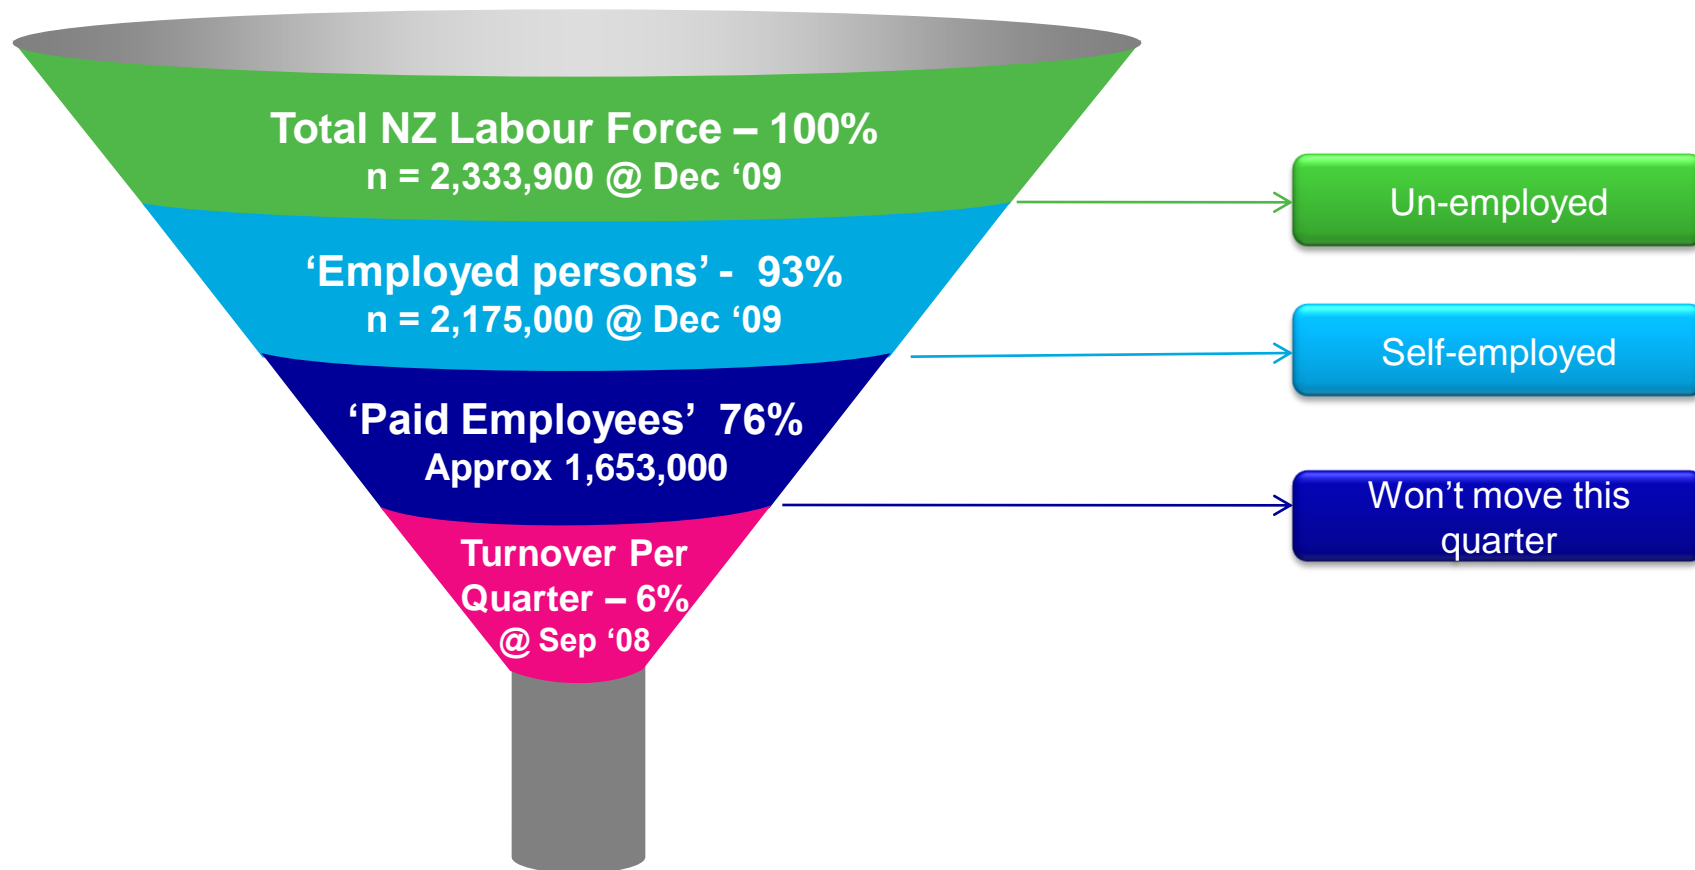 Total NZ Labour Force – 100%
n = 2,333,900 @ Dec ‘09
Un-employed
‘Employed persons’ -  93%
n = 2,175,000 @ Dec ‘09
Self-employed
‘Paid Employees’  76%
Approx 1,653,000
Won’t move this
quarter
Turnover Per
Quarter – 6%
@ Sep ‘08